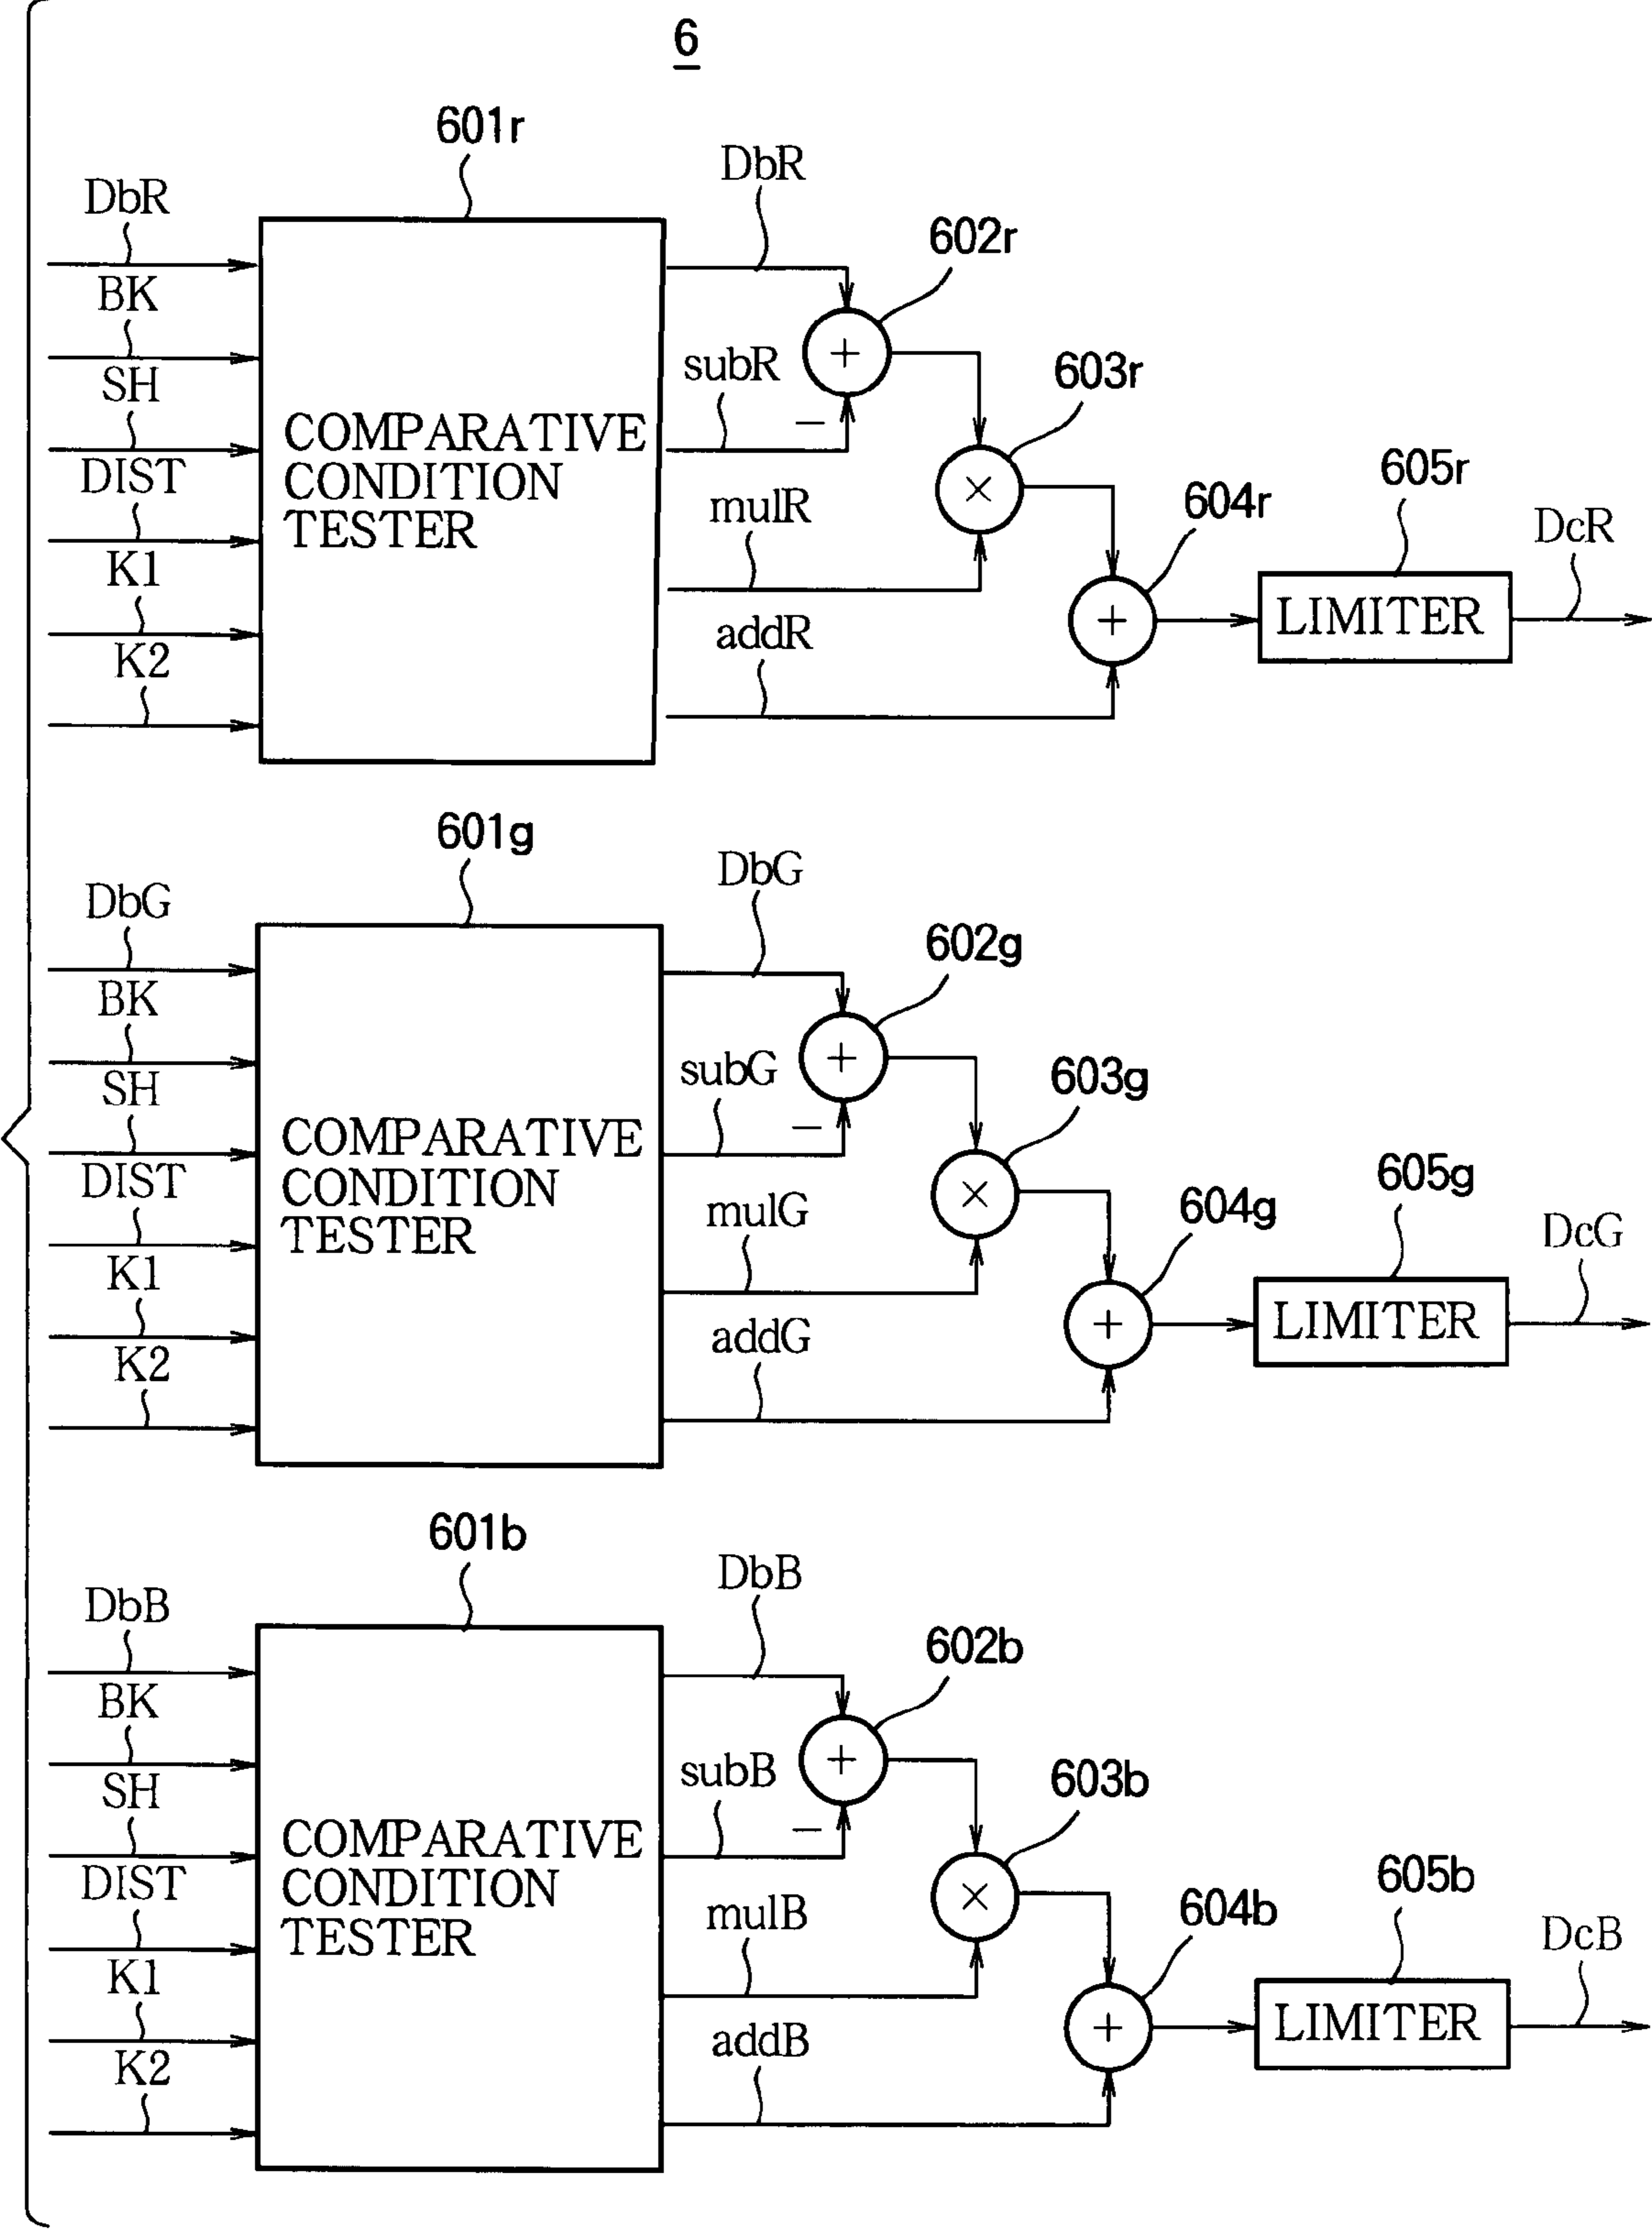 6
601r
DbR
DbR
602r
BK
subR
603r
SH
COMPARATIVE
CONDITION
TESTER
DIST
mulR
604r
605r
DcR
K1
LIMITER
addR
K2
+
−
×
+
601g
DbG
DbG
602g
BK
subG
603g
SH
COMPARATIVE
CONDITION
TESTER
DIST
mulG
604g
605g
DcG
K1
LIMITER
addG
K2
+
−
×
+
601b
DbB
DbB
602b
BK
subB
603b
SH
COMPARATIVE
CONDITION
TESTER
DIST
mulB
604b
605b
DcB
K1
LIMITER
addB
K2
+
−
×
+